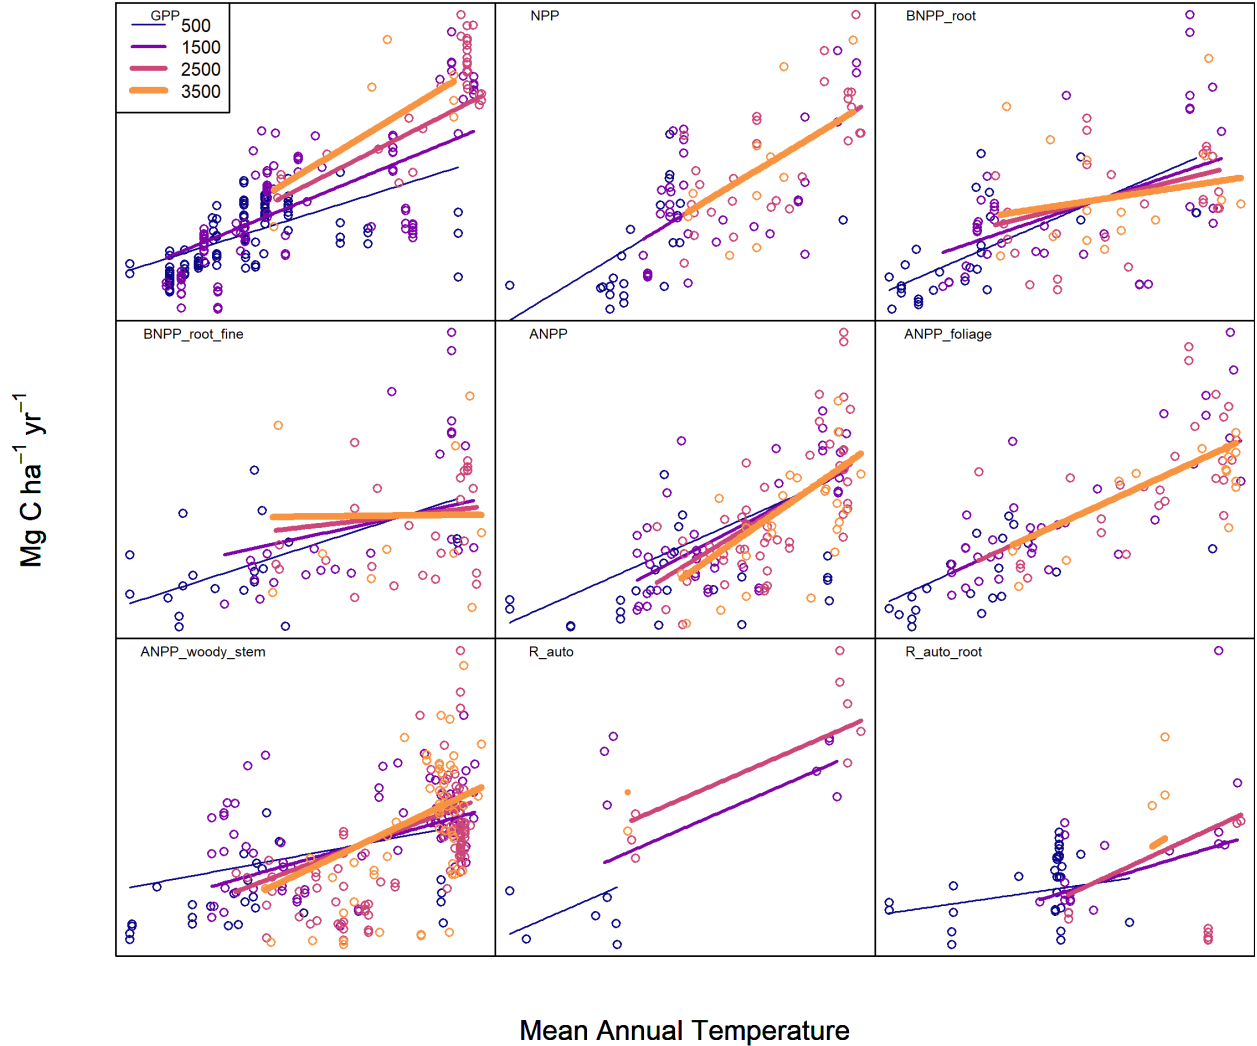 GPP
500
1500
2500
3500
NPP
BNPP_root
BNPP_root_fine
ANPP
ANPP_foliage
ANPP_woody_stem
R_auto
R_auto_root
Mg C ha⁻¹ yr⁻¹
Mean Annual Temperature